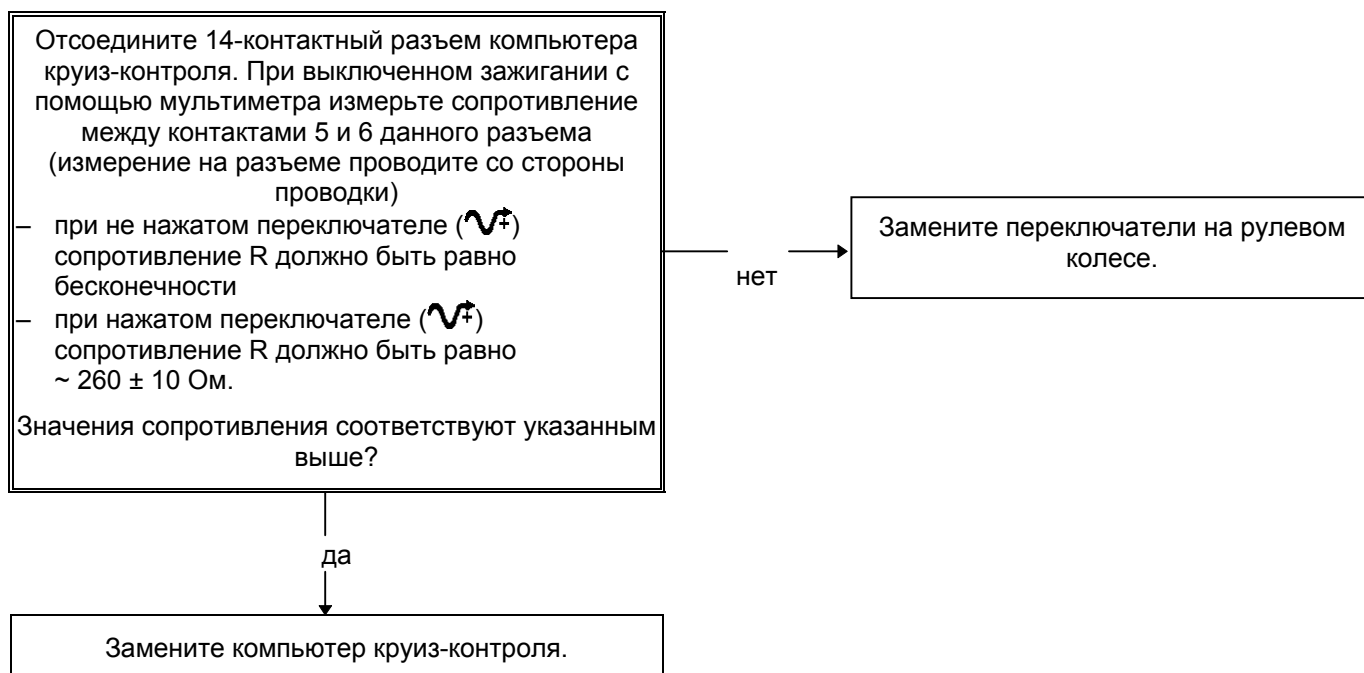 Отсоедините 14-контактный разъем компьютера
круиз-контроля. При выключенном зажигании с
помощью мультиметра измерьте сопротивление
между контактами 5 и 6 данного разъема
(измерение на разъеме проводите со стороны
проводки)
– при не нажатом переключателе (+)
сопротивление R должно быть равно
бесконечности
– при нажатом переключателе (+)
сопротивление R должно быть равно
~ 260 ± 10 Ом.
Значения сопротивления соответствуют указанным
выше?
нет
Замените переключатели на рулевом
колесе.
да
Замените компьютер круиз-контроля.